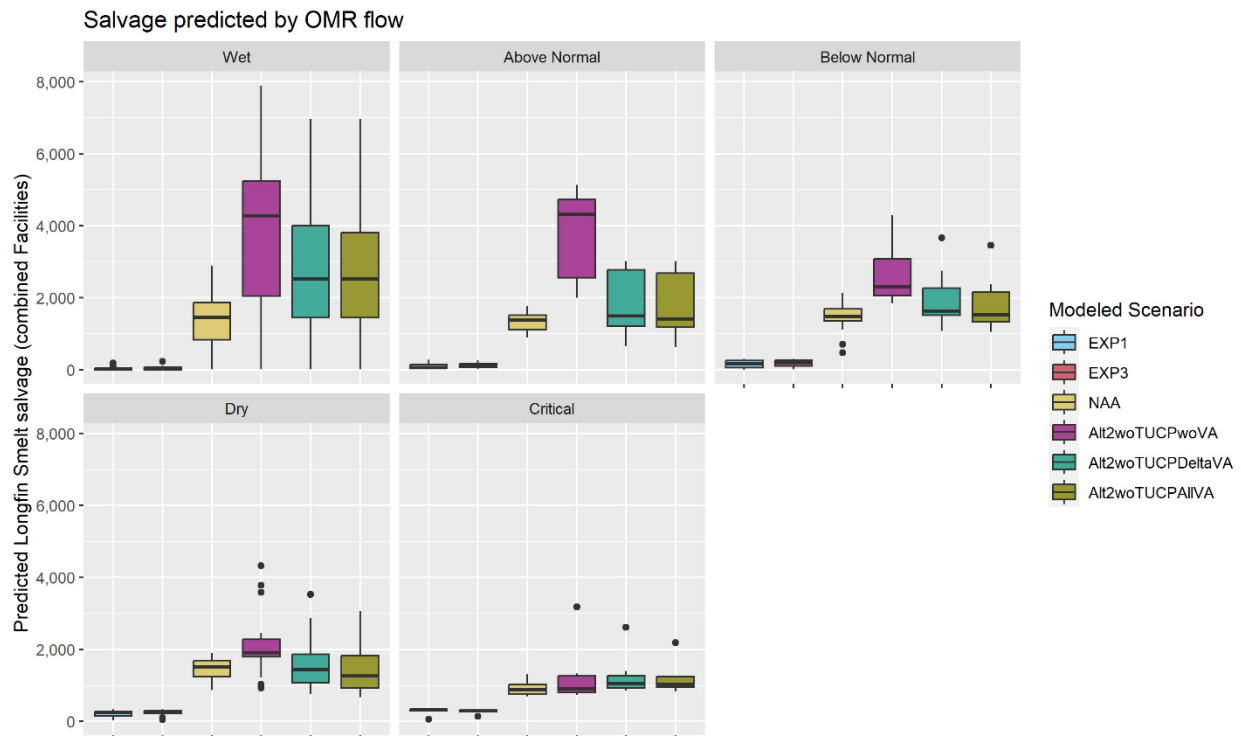 Salvage predicted by OMR flow
Wet
Above Normal
Below Normal
8,000
6,000
4,000
2,000
0
Dry
Critical
8,000
6,000
4,000
2,000
0
Predicted Longfin Smelt salvage (combined Facilities)
Modeled Scenario
EXP1
EXP3
NAA
Alt2woTUCPwoVA
Alt2woTUCPDeltaVA
Alt2woTUCPAllVA